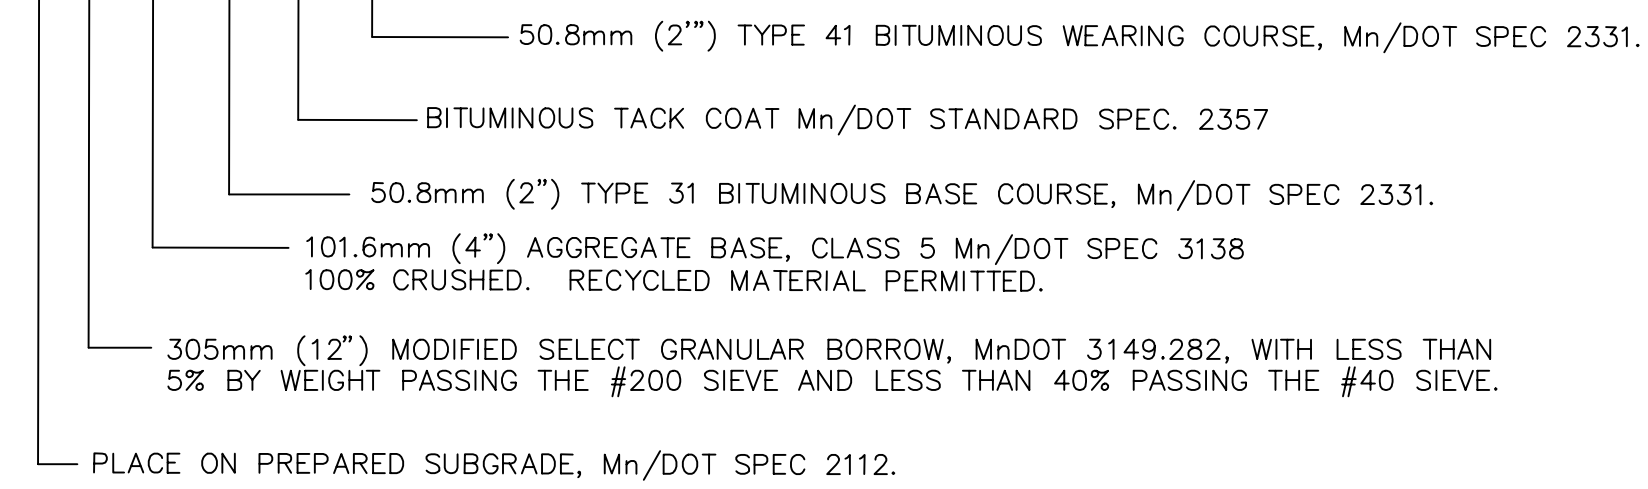 50.8mm (2'") TYPE 41 BITUMINOUS WEARING COURSE, Mn/DOT SPEC 2331.
BITUMINOUS TACK COAT Mn/DOT STANDARD SPEC. 2357
50.8mm (2") TYPE 31 BITUMINOUS BASE COURSE, Mn/DOT SPEC 2331.
101.6mm (4") AGGREGATE BASE, CLASS 5 Mn/DOT SPEC 3138
100% CRUSHED. RECYCLED MATERIAL PERMITTED.
305mm (12") MODIFIED SELECT GRANULAR BORROW, MnDOT 3149.282, WITH LESS THAN
5% BY WEIGHT PASSING THE #200 SIEVE AND LESS THAN 40% PASSING THE #40 SIEVE.
PLACE ON PREPARED SUBGRADE, Mn/DOT SPEC 2112.